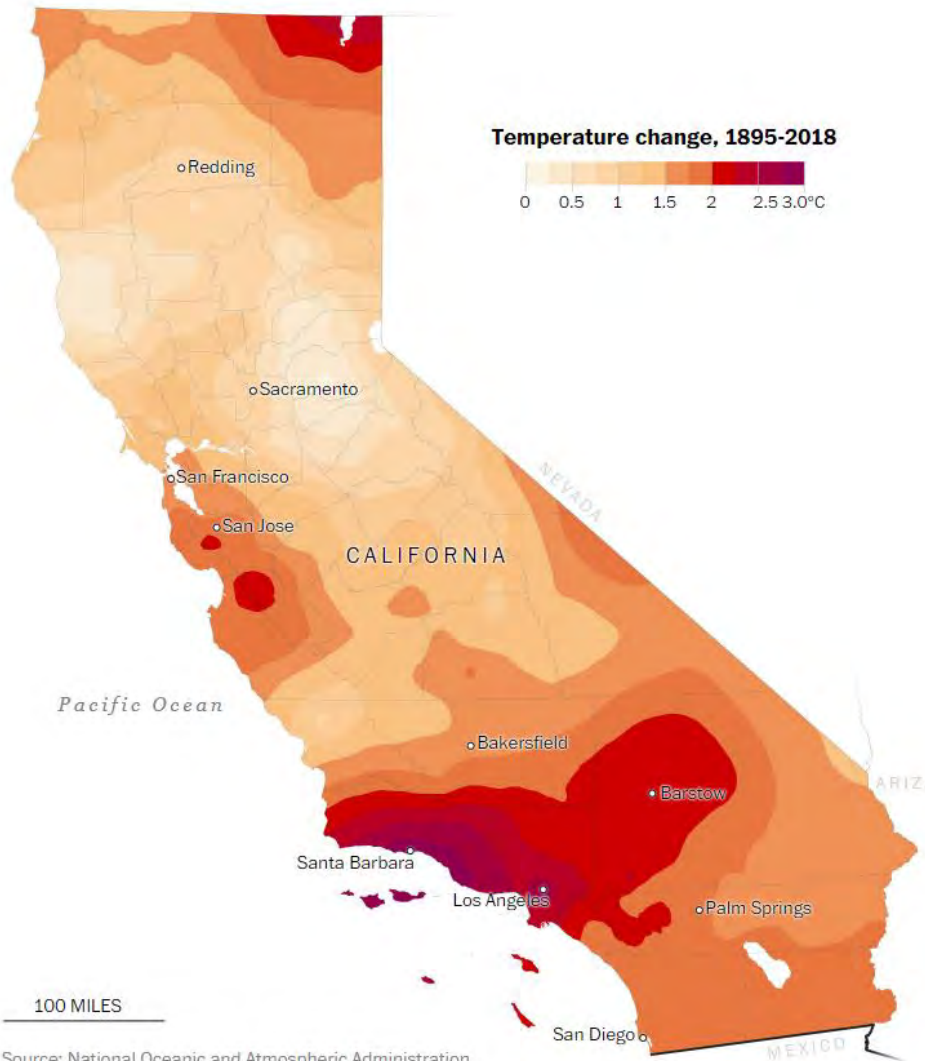 Temperature change, 1895-2018
0 0.5 1 1.5 2 2.5 3.0°C
Redding
Sacramento
San Francisco
NEVADA
San Jose
CALIFORNIA
Pacific Ocean
Bakersfield
ARIZ
Barstow
Santa Barbara
Los Angeles
Palm Springs
100 MILES
San Diego
MEXICO
Source: National Oceanic and Atmospheric Administration